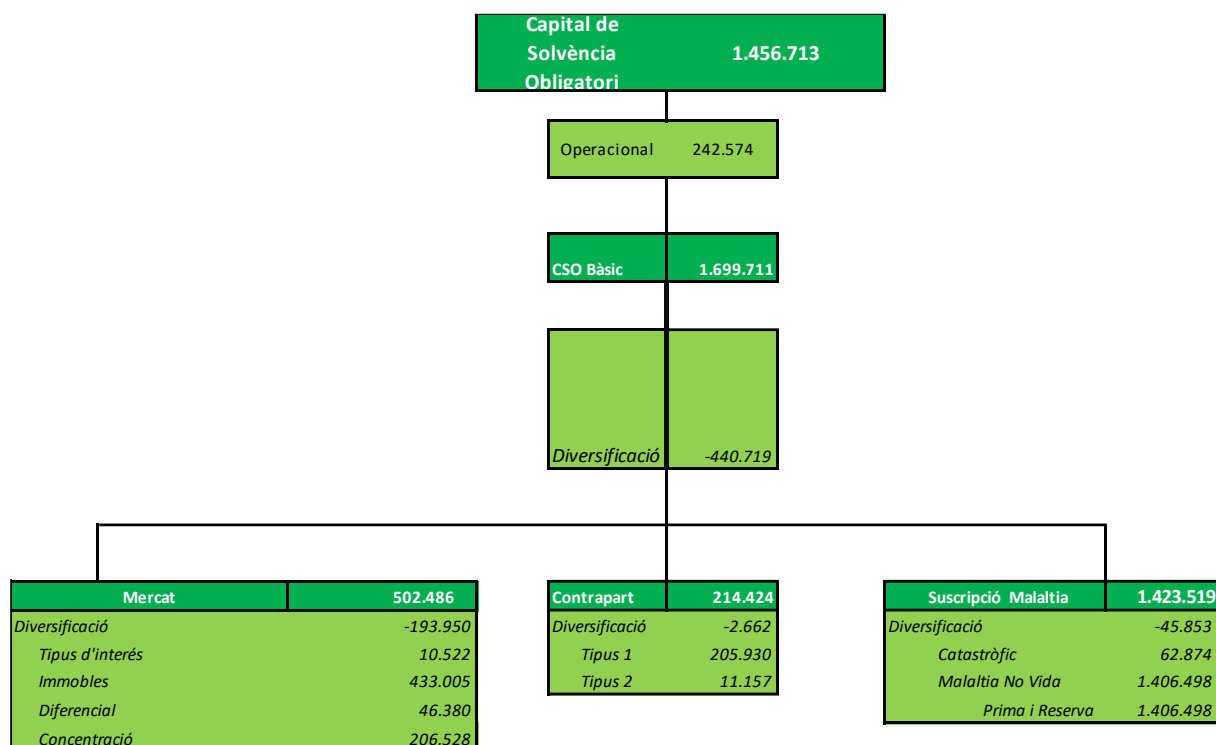 Capital de
Solvència 1.456.713
Obligatori
Operacional 242.574
CSO Bàsic 1.699.711
Diversificació -440.719
Mercat 502.486
Diversificació -193.950
Tipus d'interés 10.522
Immobles 433.005
Diferencial 46.380
Concentració 206.528
Contrapart 214.424
Diversificació -2.662
Tipus 1 205.930
Tipus 2 11.157
Suscripció Malaltia 1.423.519
Diversificació -45.853
Catastròfic 62.874
Malaltia No Vida 1.406.498
Prima i Reserva 1.406.498